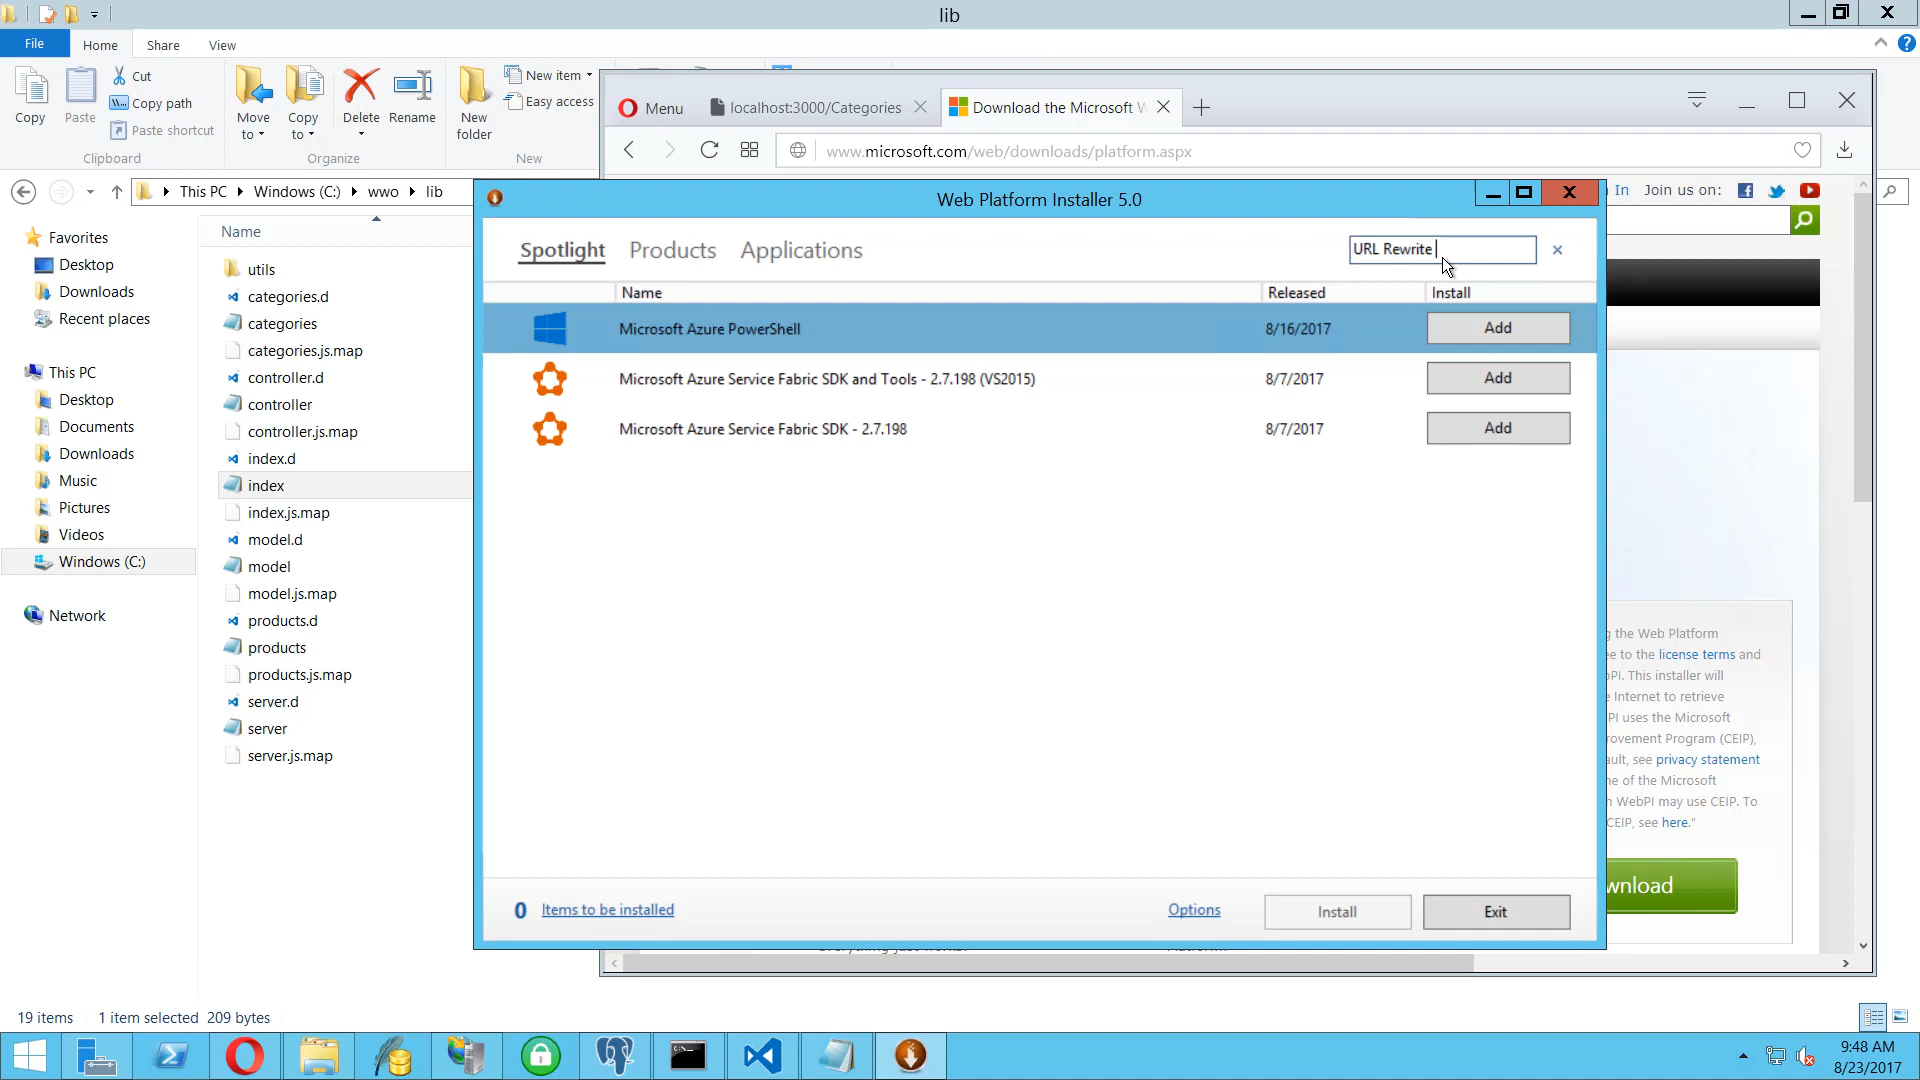 lib
File
Home
Share
View
Copy
Paste
Cut
Copy path
Paste shortcut
Clipboard
Move
to
Copy
to
Delete
Rename
Organize
New
folder
New item
Easy access
New
This PC
Windows (C:)
wwo
lib
Menu
localhost:3000/Categories
Download the Microsoft W
www.microsoft.com/web/downloads/platform.aspx
In
Join us on:
Favorites
Desktop
Downloads
Recent places
This PC
Desktop
Documents
Downloads
Music
Pictures
Videos
Windows (C:)
Network
Name
utils
categories.d
categories
categories.js.map
controller.d
controller
controller.js.map
index.d
index
index.js.map
model.d
model
model.js.map
products.d
products
products.js.map
server.d
server
server.js.map
Web Platform Installer 5.0
Spotlight
Products
Applications
URL Rewrite
Name
Released
Install
Microsoft Azure PowerShell
8/16/2017
Add
Microsoft Azure Service Fabric SDK and Tools - 2.7.198 (VS2015)
8/7/2017
Add
Microsoft Azure Service Fabric SDK - 2.7.198
8/7/2017
Add
0
Items to be installed
Options
Install
Exit
g the Web Platform
ee to the license terms and
PI. This installer will
e Internet to retrieve
PI uses the Microsoft
rovement Program (CEIP),
ault, see privacy statement
ne of the Microsoft
h WebPI may use CEIP. To
CEIP, see here."
wnload
19 items
1 item selected 209 bytes
9:48 AM
8/23/2017